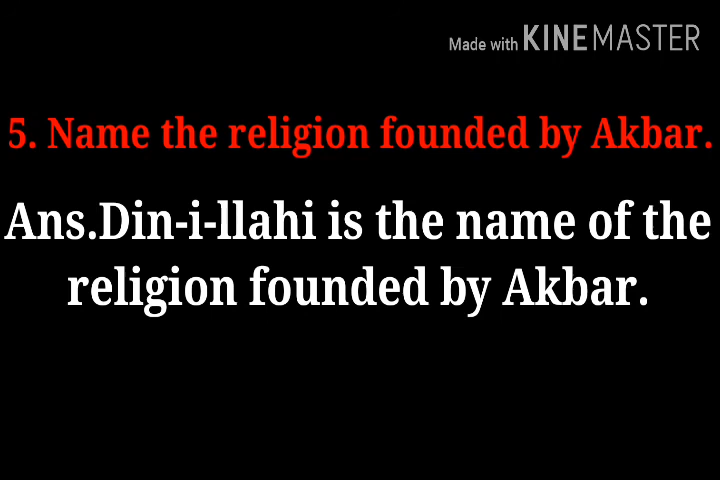 Made with KINEMASTER
5. Name the religion founded by Akbar.
Ans.Din-i-llahi is the name of the
religion founded by Akbar.